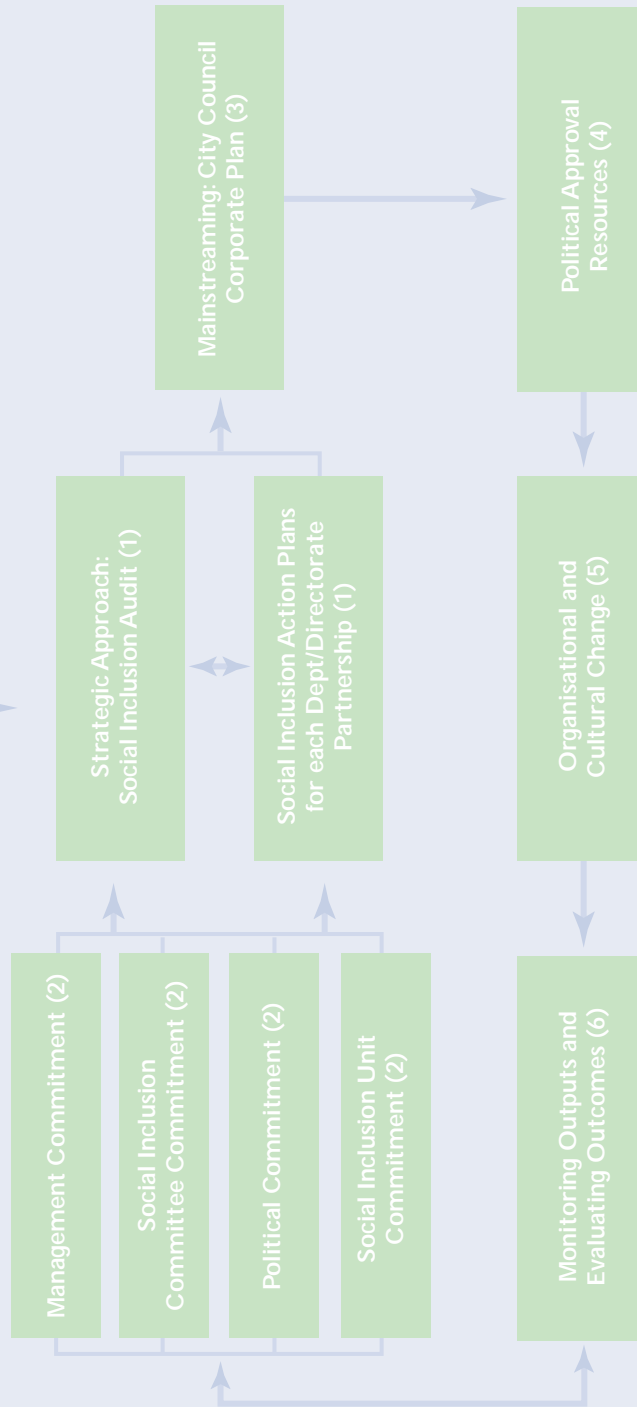 Management Commitment (2)
Social Inclusion
Committee Commitment (2)
Political Commitment (2)
Social Inclusion Unit
Commitment (2)
Strategic Approach:
Social Inclusion Audit (1)
Social Inclusion Action Plans
for each Dept/Directorate
Partnership (1)
Mainstreaming: City Council
Corporate Plan (3)
Political Approval
Resources (4)
Organisational and
Cultural Change (5)
Monitoring Outputs and
Evaluating Outcomes (6)